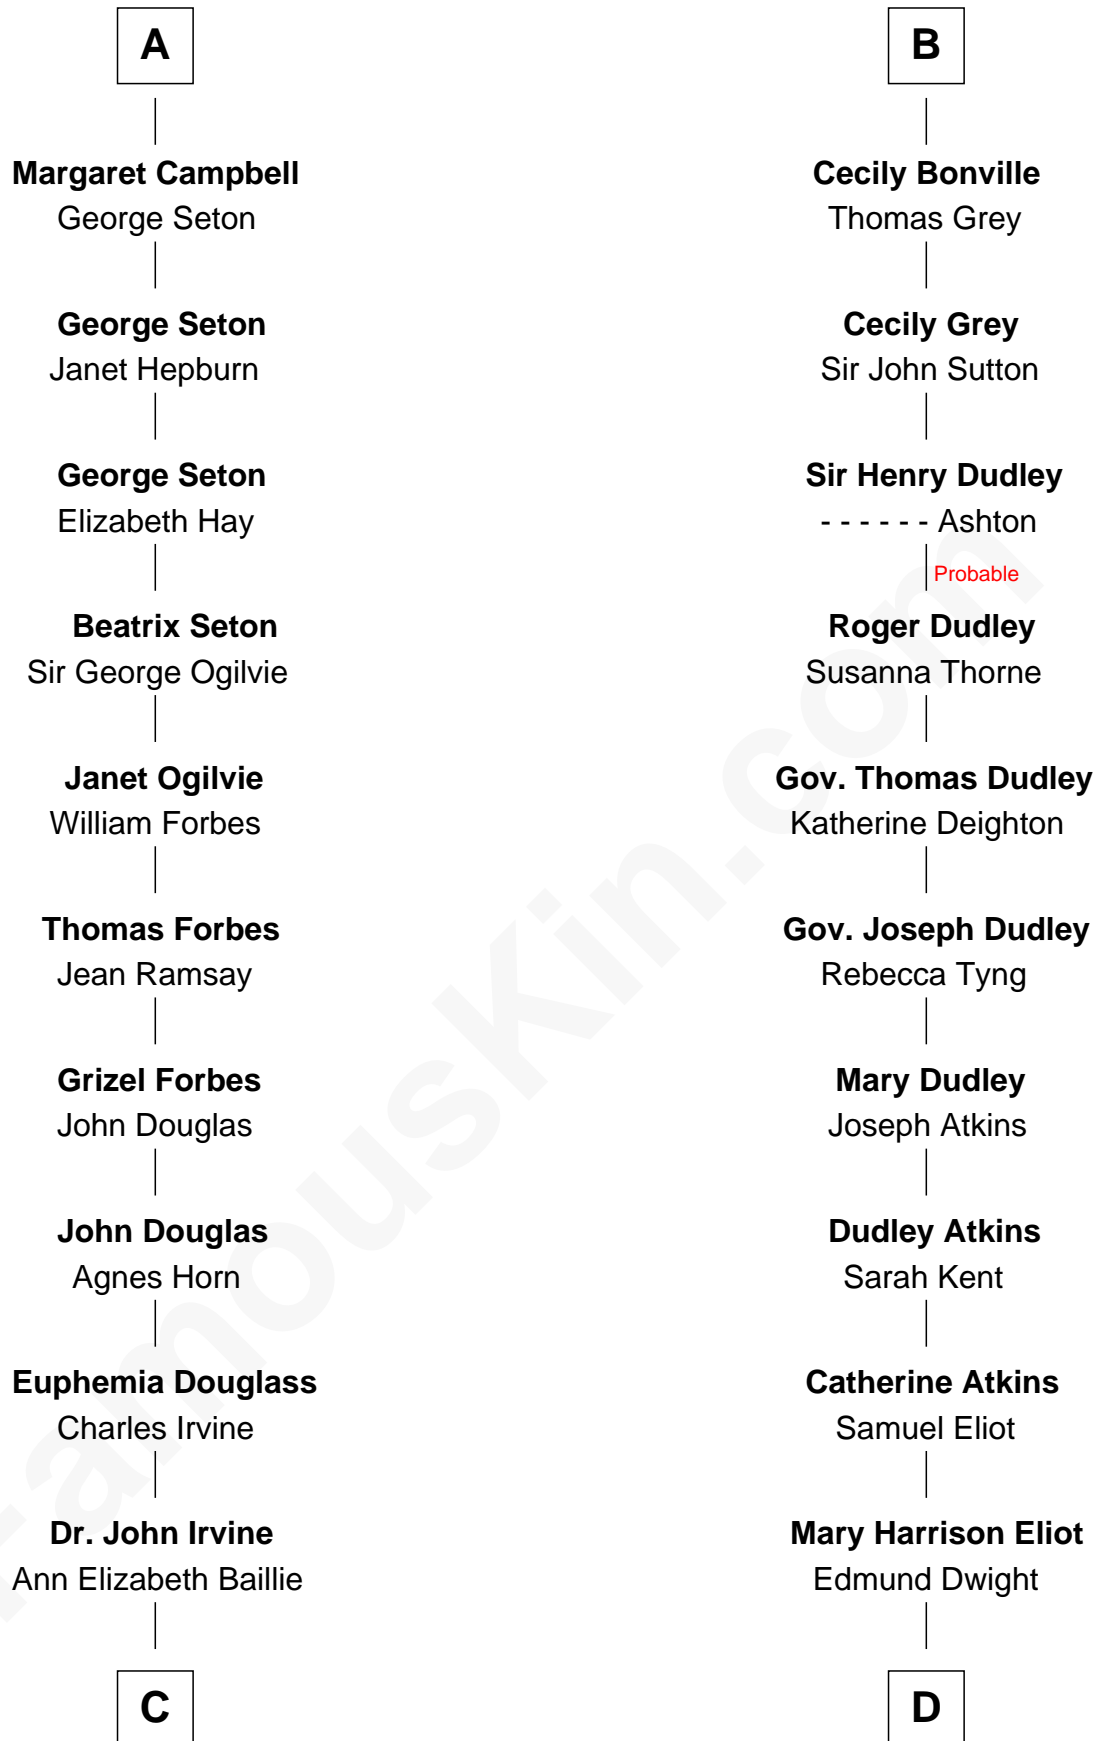 A
Margaret Campbell
George Seton
George Seton
Janet Hepburn
George Seton
Elizabeth Hay
Beatrix Seton
Sir George Ogilvie
Janet Ogilvie
William Forbes
Thomas Forbes
Jean Ramsay
Grizel Forbes
John Douglas
John Douglas
Agnes Horn
Euphemia Douglass
Charles Irvine
Dr. John Irvine
Ann Elizabeth Baillie
C
B
Cecily Bonville
Thomas Grey
Cecily Grey
Sir John Sutton
Sir Henry Dudley
- - - - - - Ashton
Probable
Roger Dudley
Susanna Thorne
Gov. Thomas Dudley
Katherine Deighton
Gov. Joseph Dudley
Rebecca Tyng
Mary Dudley
Joseph Atkins
Dudley Atkins
Sarah Kent
Catherine Atkins
Samuel Eliot
Mary Harrison Eliot
Edmund Dwight
D
FamousKin.com